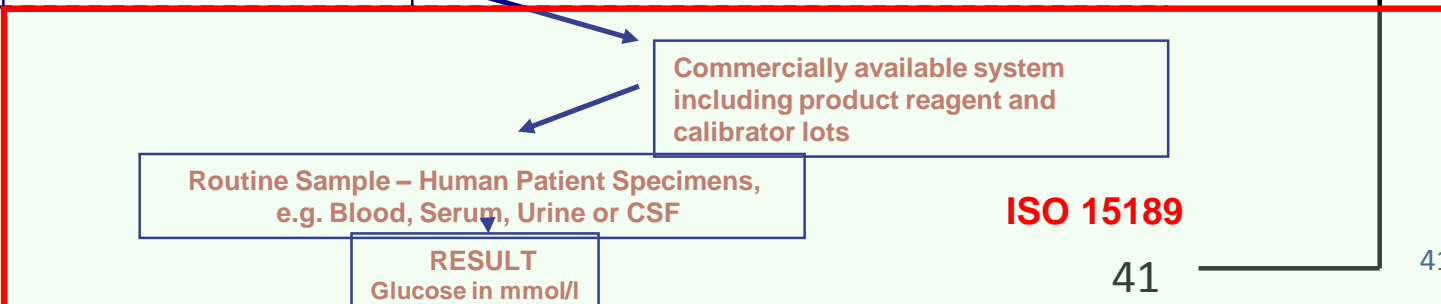 Commercially available system
including product reagent and
calibrator lots
Routine Sample – Human Patient Specimens,
e.g. Blood, Serum, Urine or CSF
ISO 15189
RESULT
Glucose in mmol/l
41
41